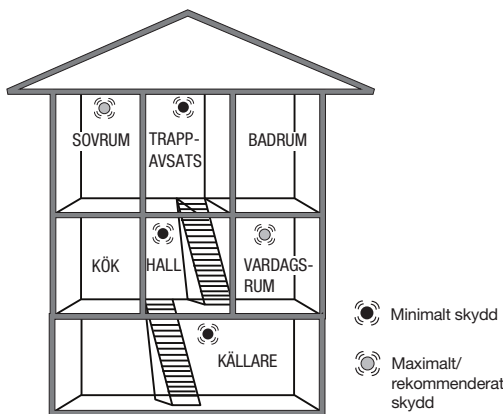 SOVRUM
TRAPP-
AVSATS
BADRUM
KÖK
HALL
VARDAGS-
RUM
KÄLLARE
Minimalt skydd
Maximalt/
rekommenderat
skydd